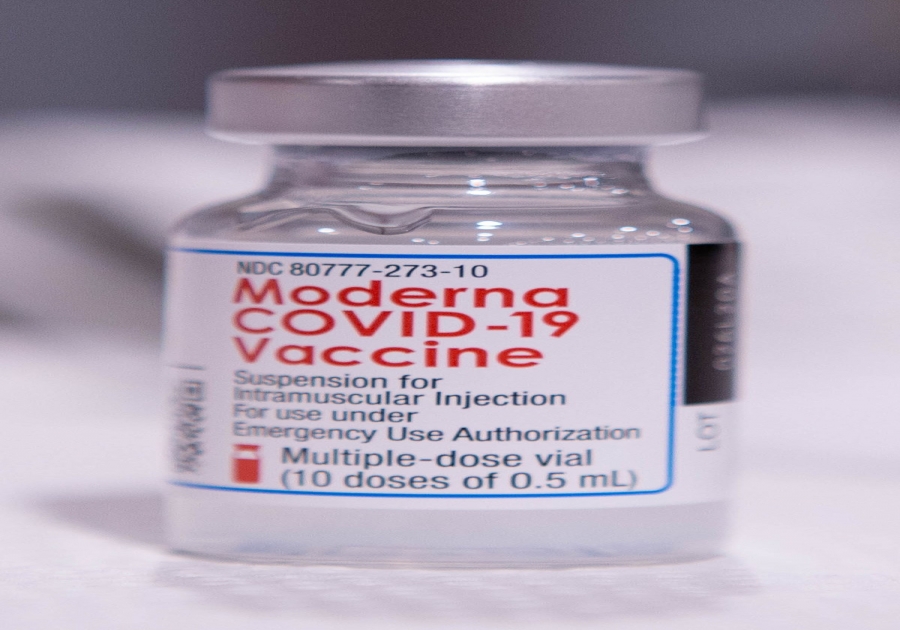 NDC 80777-273-10
Moderna
COVID-19
Vaccine
Suspension for
Intramuscular Injection
For use under
Emergency Use Authorization
Multiple-dose vial
(10 doses of 0.5 mL)
LOT